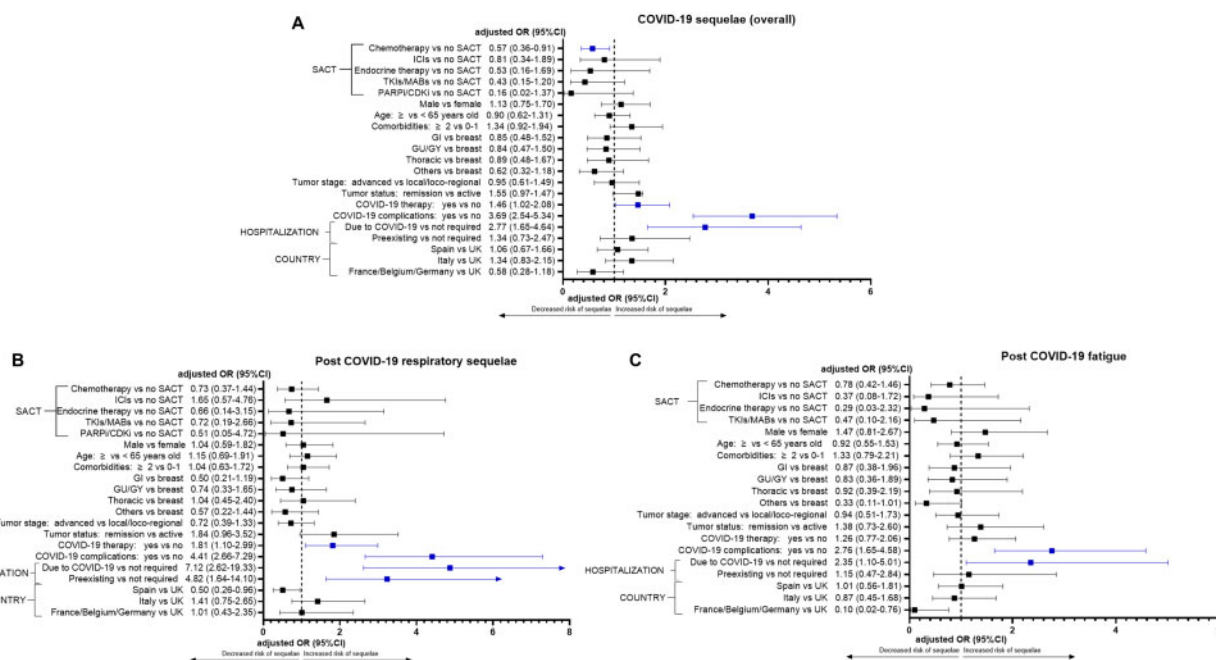 A
COVID-19 sequelae (overall)
adjusted OR (95%CI)
SACT
Chemotherapy vs no SACT 0.57 (0.36-0.91)
ICIs vs no SACT 0.81 (0.34-1.89)
Endocrine therapy vs no SACT 0.53 (0.16-1.69)
TKIs/MABs vs no SACT 0.43 (0.15-1.20)
PARPI/CDKi vs no SACT 0.16 (0.02-1.37)
Male vs female 1.13 (0.75-1.70)
Age: ≥ vs < 65 years old 0.90 (0.62-1.31)
Comorbidities: ≥ 2 vs 0-1 1.34 (0.92-1.94)
GI vs breast 0.85 (0.48-1.52)
GU/GY vs breast 0.84 (0.47-1.50)
Thoracic vs breast 0.89 (0.48-1.67)
Others vs breast 0.62 (0.32-1.18)
Tumor stage: advanced vs local/loco-regional 0.95 (0.61-1.49)
Tumor status: remission vs active 1.55 (0.97-1.47)
COVID-19 therapy: yes vs no 1.46 (1.02-2.08)
COVID-19 complications: yes vs no 3.69 (2.54-5.34)
HOSPITALIZATION
Due to COVID-19 vs not required 2.77 (1.65-4.64)
Preexisting vs not required 1.34 (0.73-2.47)
COUNTRY
Spain vs UK 1.06 (0.67-1.66)
Italy vs UK 1.34 (0.83-2.15)
France/Belgium/Germany vs UK 0.58 (0.28-1.18)
0 2 4 6
adjusted OR (95%CI)
Decreased risk of sequelae Increased risk of sequelae
B
Post COVID-19 respiratory sequelae
adjusted OR (95%CI)
SACT
Chemotherapy vs no SACT 0.73 (0.37-1.44)
ICIs vs no SACT 1.65 (0.57-4.76)
Endocrine therapy vs no SACT 0.66 (0.14-3.15)
TKIs/MABs vs no SACT 0.72 (0.19-2.66)
PARPI/CDKi vs no SACT 0.51 (0.05-4.72)
Male vs female 1.04 (0.59-1.82)
Age: ≥ vs < 65 years old 1.15 (0.69-1.91)
Comorbidities: ≥ 2 vs 0-1 1.04 (0.63-1.72)
GI vs breast 0.50 (0.21-1.19)
GU/GY vs breast 0.74 (0.33-1.65)
Thoracic vs breast 1.04 (0.45-2.40)
Others vs breast 0.57 (0.22-1.44)
Tumor stage: advanced vs local/loco-regional 0.72 (0.39-1.33)
Tumor status: remission vs active 1.84 (0.96-3.52)
COVID-19 therapy: yes vs no 1.81 (1.10-2.99)
COVID-19 complications: yes vs no 4.41 (2.66-7.29)
ATION
Due to COVID-19 vs not required 7.12 (2.62-19.33)
Preexisting vs not required 4.82 (1.64-14.10)
NTRY
Spain vs UK 0.50 (0.26-0.96)
Italy vs UK 1.41 (0.75-2.65)
France/Belgium/Germany vs UK 1.01 (0.43-2.35)
0 2 4 6 8
adjusted OR (95%CI)
Decreased risk of sequelae Increased risk of sequelae
C
Post COVID-19 fatigue
adjusted OR (95%CI)
SACT
Chemotherapy vs no SACT 0.78 (0.42-1.46)
ICIs vs no SACT 0.37 (0.08-1.72)
Endocrine therapy vs no SACT 0.29 (0.03-2.32)
TKIs/MABs vs no SACT 0.47 (0.10-2.16)
Male vs female 1.47 (0.81-2.67)
Age: ≥ vs < 65 years old 0.92 (0.55-1.53)
Comorbidities: ≥ 2 vs 0-1 1.33 (0.79-2.21)
GI vs breast 0.87 (0.38-1.96)
GU/GY vs breast 0.83 (0.36-1.89)
Thoracic vs breast 0.92 (0.39-2.19)
Others vs breast 0.33 (0.11-1.01)
Tumor stage: advanced vs local/loco-regional 0.94 (0.51-1.73)
Tumor status: remission vs active 1.38 (0.73-2.60)
COVID-19 therapy: yes vs no 1.26 (0.77-2.06)
COVID-19 complications: yes vs no 2.76 (1.65-4.58)
HOSPITALIZATION
Due to COVID-19 vs not required 2.35 (1.10-5.01)
Preexisting vs not required 1.15 (0.47-2.84)
COUNTRY
Spain vs UK 1.01 (0.56-1.81)
Italy vs UK 0.87 (0.45-1.68)
France/Belgium/Germany vs UK 0.10 (0.02-0.76)
0 2 4
adjusted OR (95%CI)
Decreased risk of sequelae Increased risk of sequelae